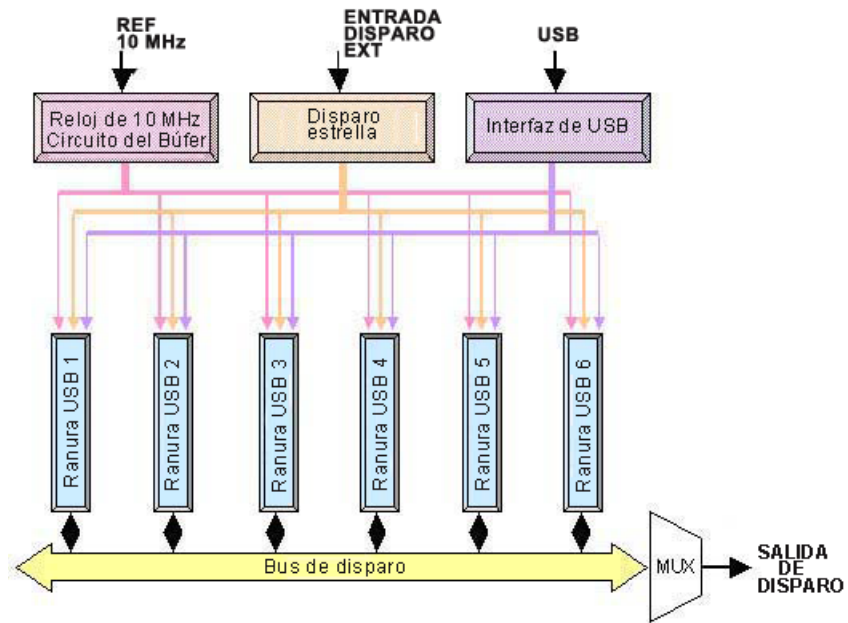 REF
10 MHz
ENTRADA
DISPARO
EXT
USB
Reloj de 10 MHz
Circuito del Búfer
Disparo
estrella
Interfaz de USB
Ranura USB 1
Ranura USB 2
Ranura USB 3
Ranura USB 4
Ranura USB 5
Ranura USB 6
Bus de disparo
MUX
SALIDA
DE
DISPARO